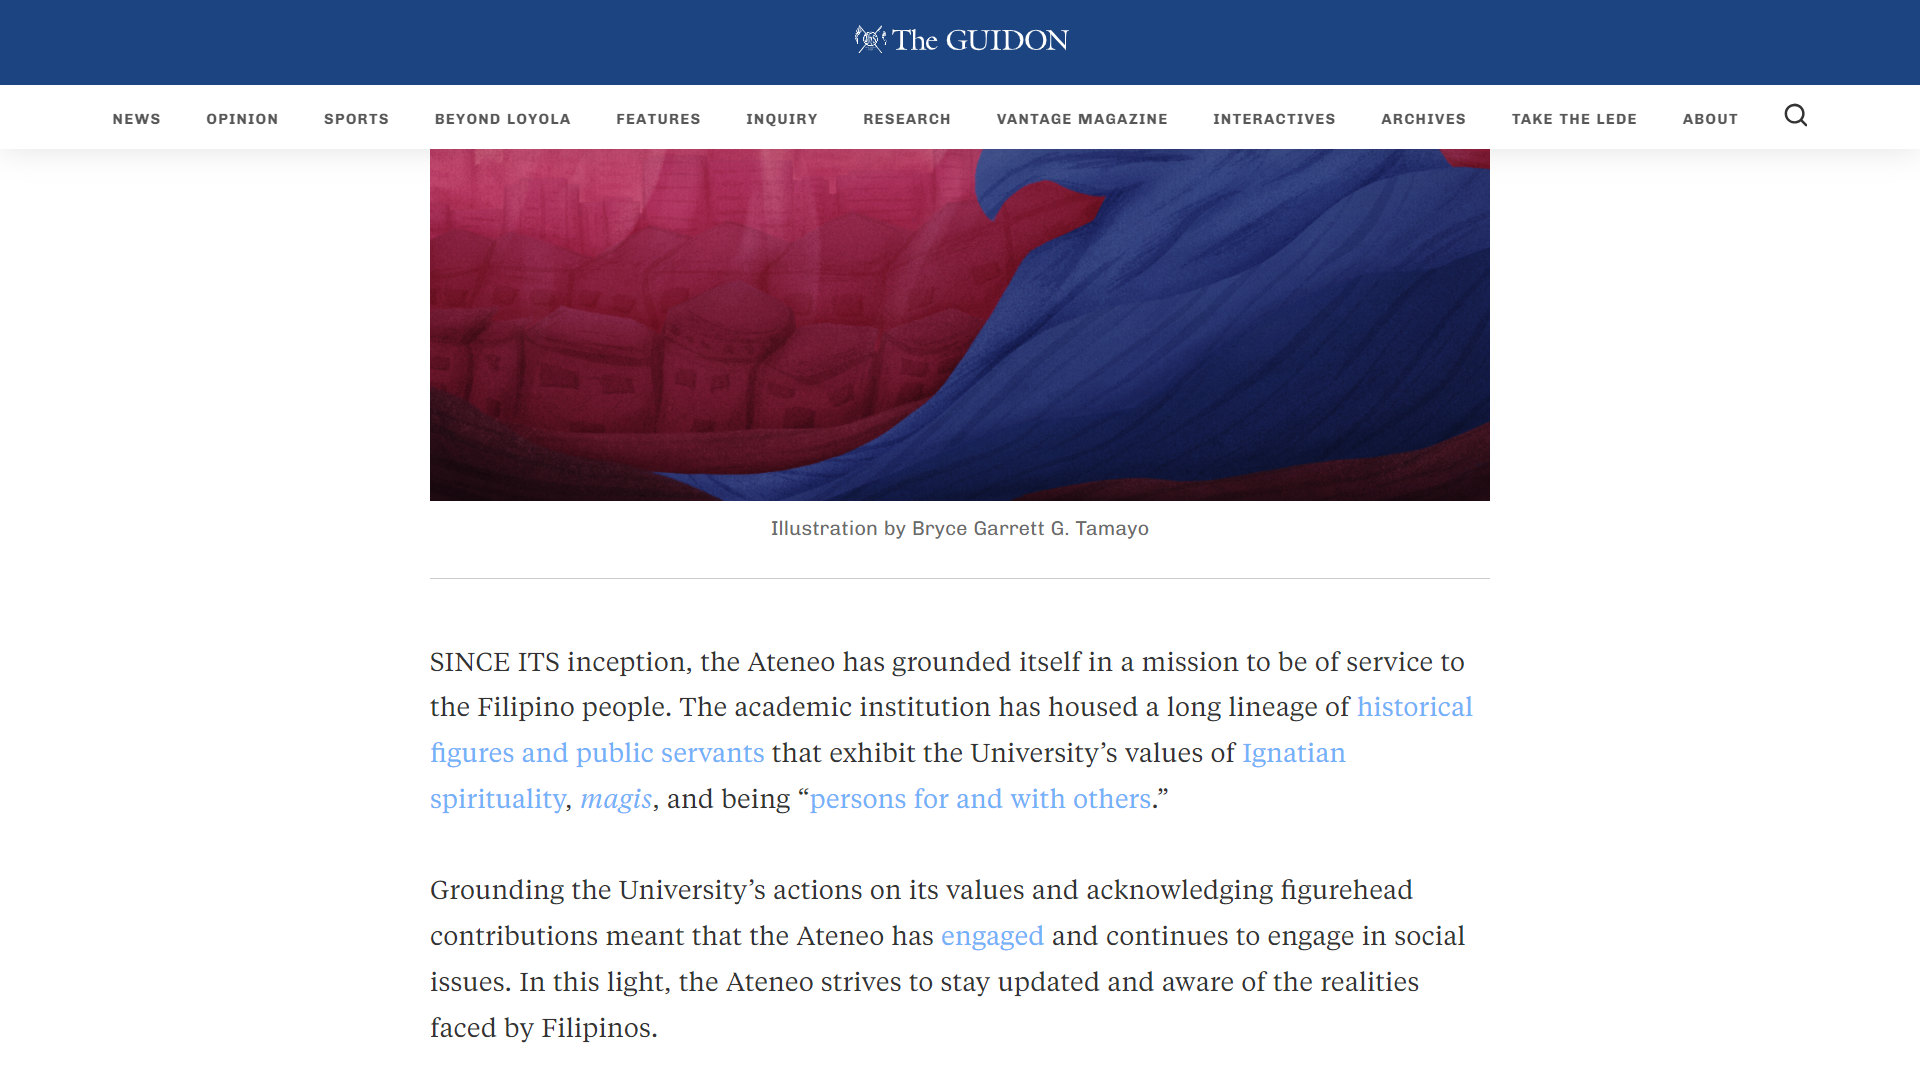 The GUIDON
NEWS OPINION SPORTS BEYOND LOYOLA FEATURES INQUIRY RESEARCH VANTAGE MAGAZINE INTERACTIVES ARCHIVES TAKE THE LEDE ABOUT
Illustration by Bryce Garrett G. Tamayo
SINCE ITS inception, the Ateneo has grounded itself in a mission to be of service to
the Filipino people. The academic institution has housed a long lineage of historical
figures and public servants that exhibit the University’s values of Ignatian
spirituality, magis, and being “persons for and with others.”
Grounding the University’s actions on its values and acknowledging figurehead
contributions meant that the Ateneo has engaged and continues to engage in social
issues. In this light, the Ateneo strives to stay updated and aware of the realities
faced by Filipinos.